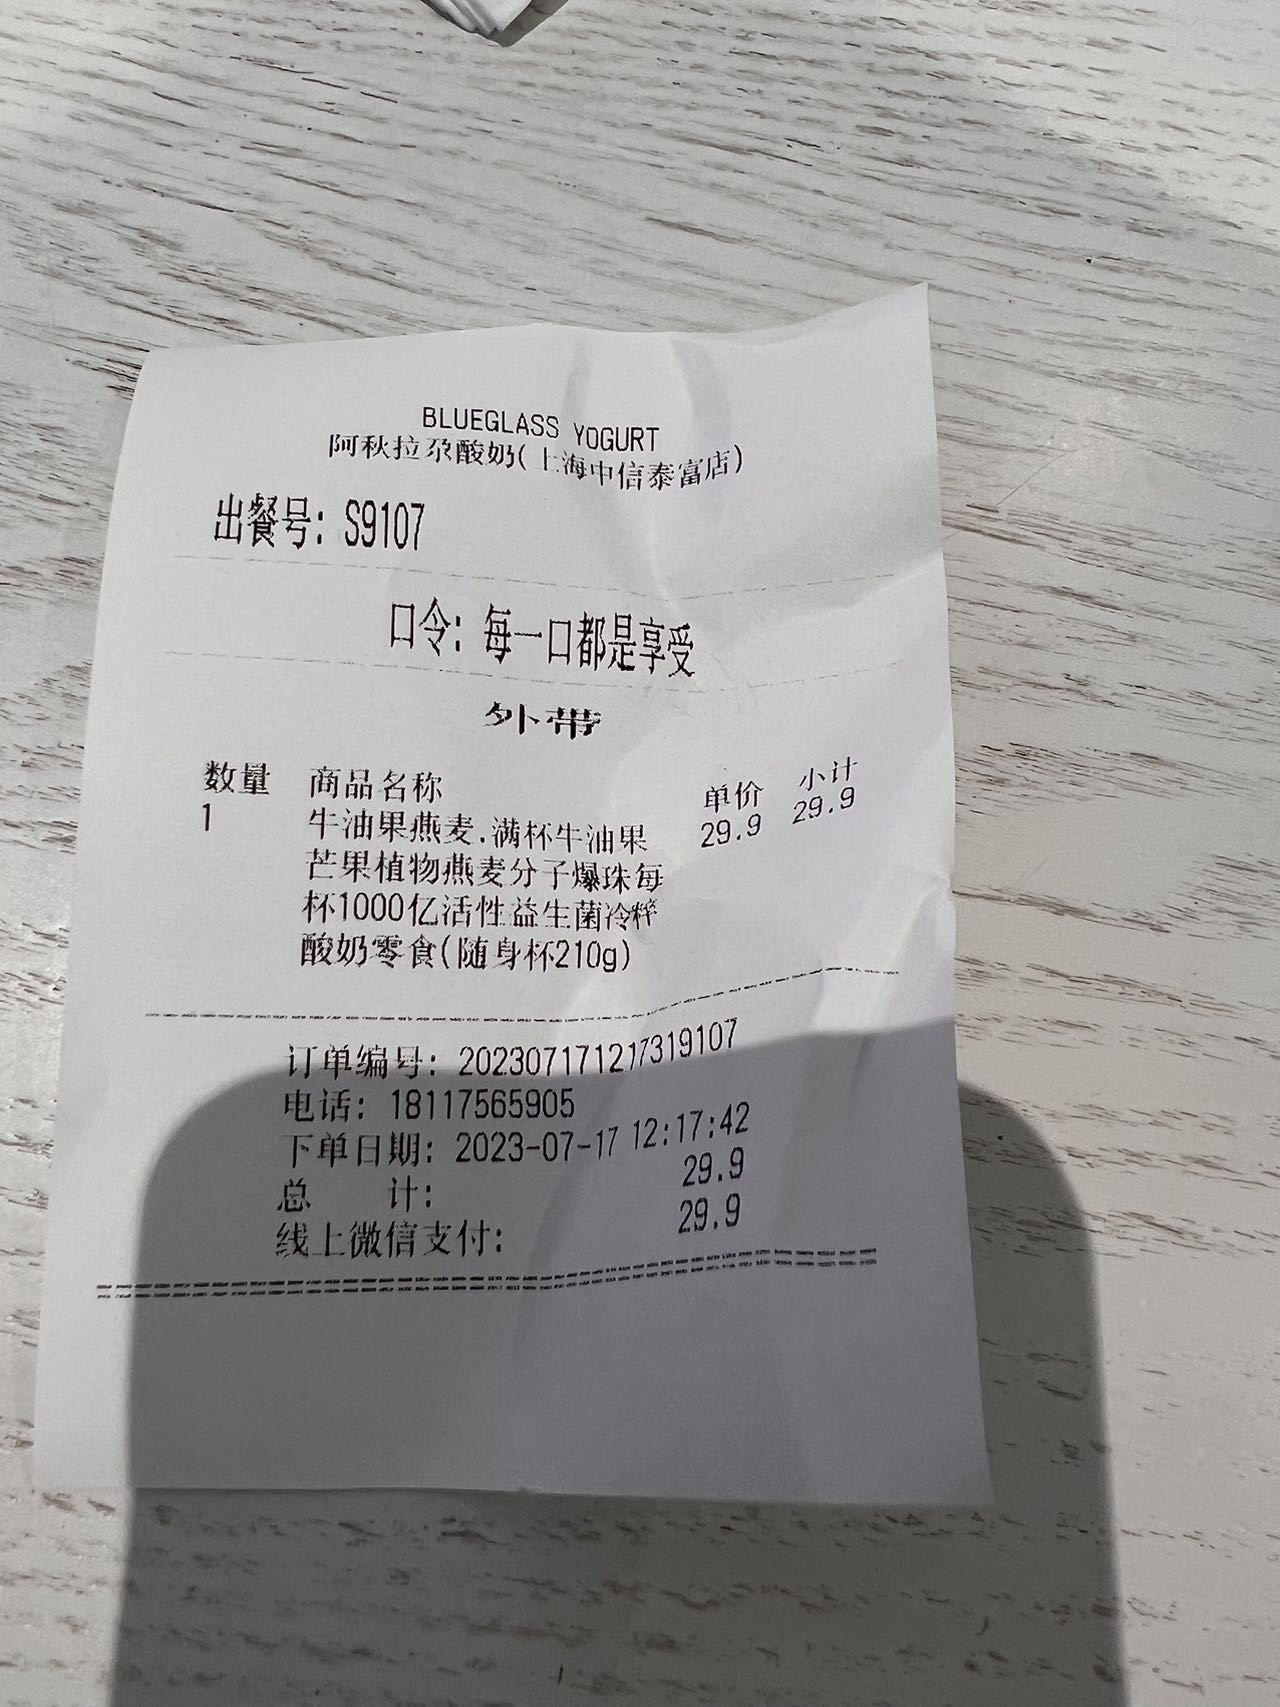 BLUEGLASS YOGURT
阿秋拉尕酸奶(上海中信泰富店)
出餐号: S9107
口令: 每一口都是享受
外带
数量 商品名称 单价 小计
1 牛油果燕麦.满杯牛油果 29.9 29.9
芒果植物燕麦分子爆珠每
杯1000亿活性益生菌冷粹
酸奶零食(随身杯210g)
订单编号: 2023071712173​19107
电话: 18117565905
下单日期: 2023-07-17 12:17:42
总 计: 29.9
线上微信支付: 29.9